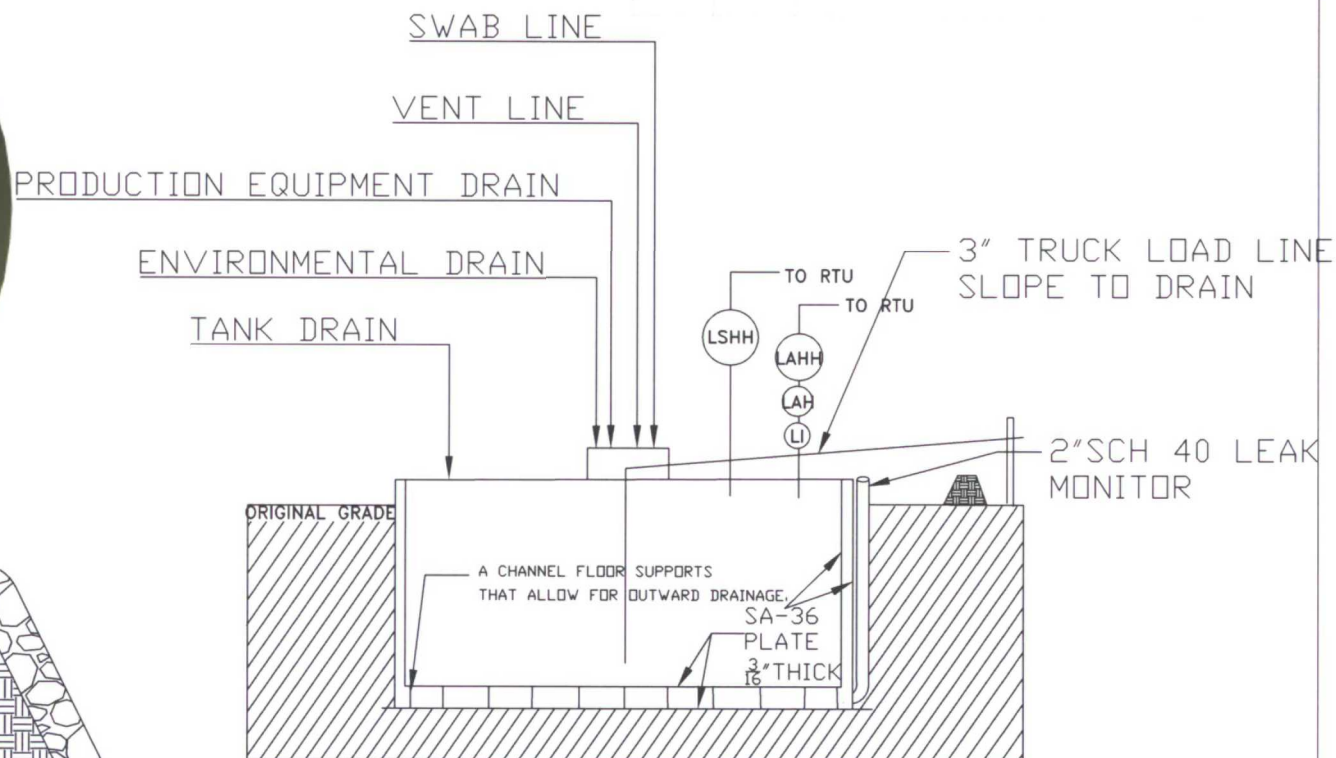 SWAB LINE
VENT LINE
PRODUCTION EQUIPMENT DRAIN
ENVIRONMENTAL DRAIN
TANK DRAIN
TO RTU
TO RTU
3" TRUCK LOAD LINE
SLOPE TO DRAIN
LSHH
LAHH
LAH
LI
2"SCH 40 LEAK
MONITOR
ORIGINAL GRADE
A CHANNEL FLOOR SUPPORTS
THAT ALLOW FOR OUTWARD DRAINAGE.
SA-36
PLATE
3/16" THICK